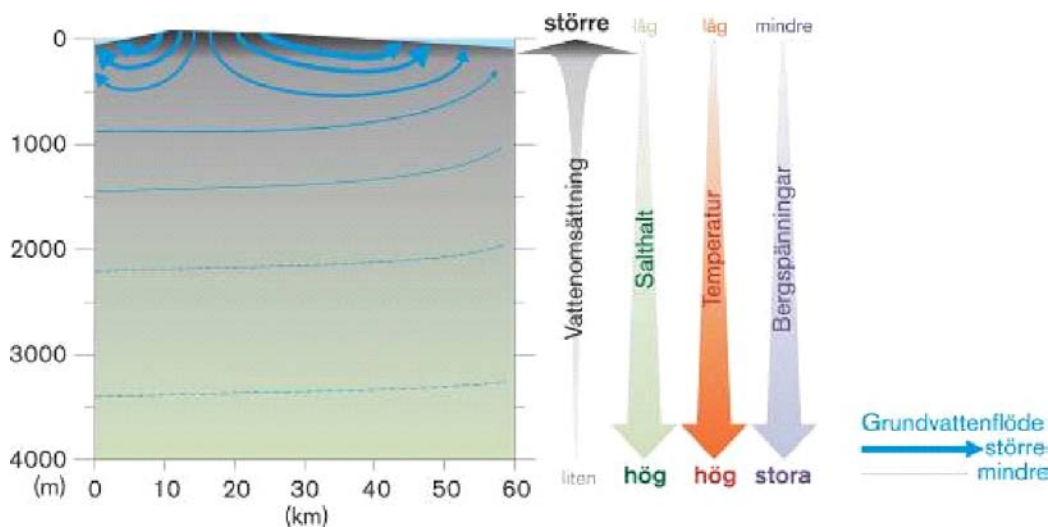 större
låg
låg
mindre
0
1000
2000
3000
4000
(m)
0
10
20
30
40
50
60
(km)
Vattenomsättning
Salthalt
Temperatur
Bergspänningar
liten
hög
hög
stora
Grundvattenflöde
större
mindre